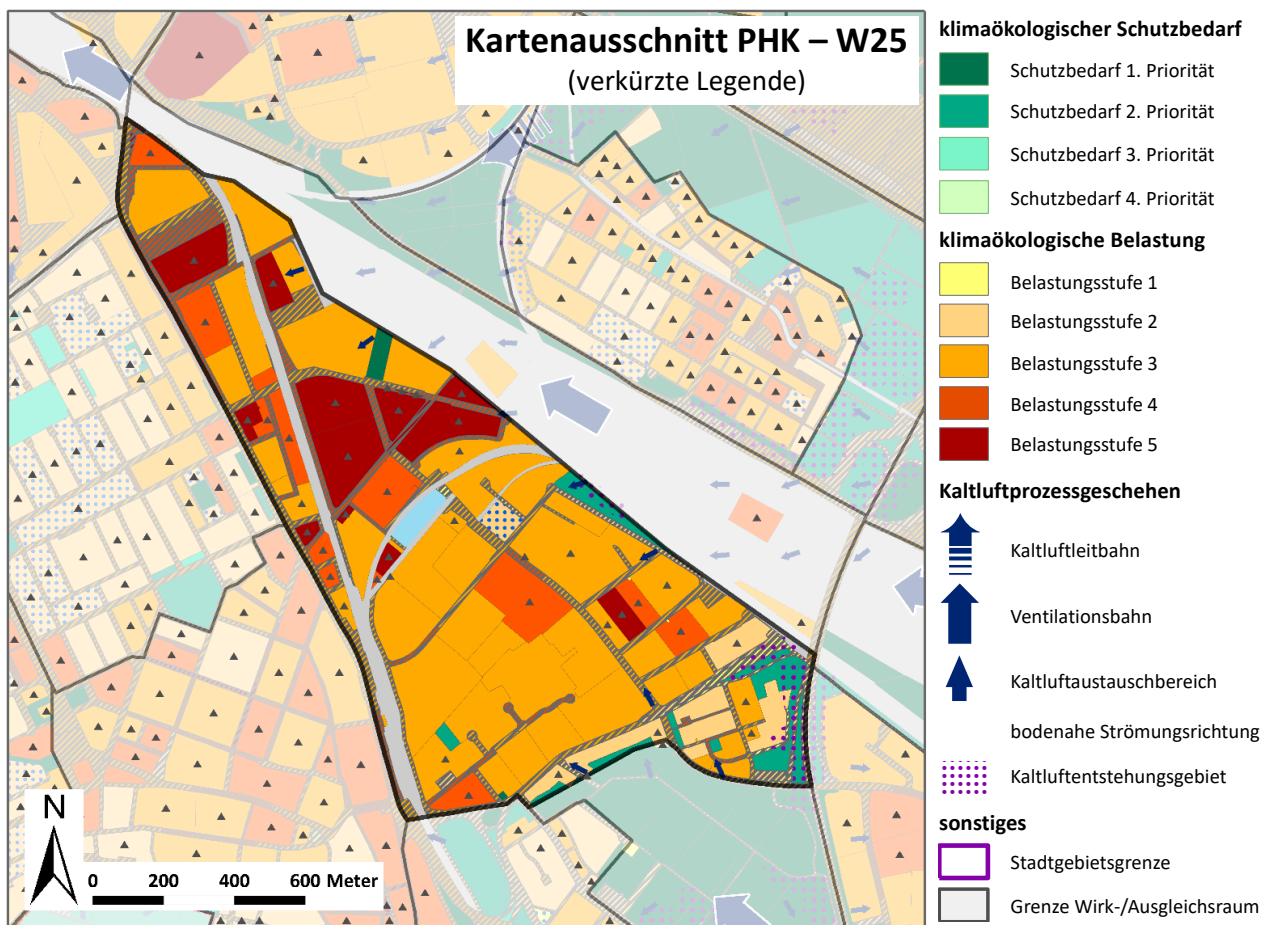 Kartenausschnitt PHK – W25
(verkürzte Legende)
klimaökologischer Schutzbedarf
Schutzbedarf 1. Priorität
Schutzbedarf 2. Priorität
Schutzbedarf 3. Priorität
Schutzbedarf 4. Priorität
klimaökologische Belastung
Belastungsstufe 1
Belastungsstufe 2
Belastungsstufe 3
Belastungsstufe 4
Belastungsstufe 5
Kaltluftprozessgeschehen
Kaltluftleitbahn
Ventilationsbahn
Kaltluftaustauschbereich
bodenahe Strömungsrichtung
Kaltluftentstehungsgebiet
sonstiges
Stadtgebietsgrenze
Grenze Wirk-/Ausgleichsraum
N
0 200 400 600 Meter